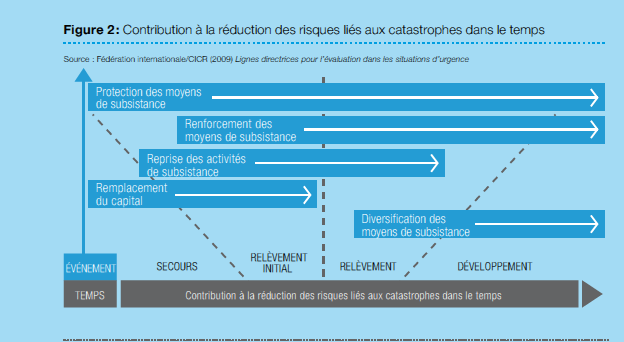 Figure 2: Contribution à la réduction des risques liés aux catastrophes dans le temps
Source : Fédération internationale/CICR (2009) Lignes directrices pour l'évaluation dans les situations d'urgence
Protection des moyens
de subsistance
Renforcement des
moyens de subsistance
Reprise des activités
de subsistance
Remplacement
du capital
Diversification des
moyens de subsistance
ÉVÉNEMENT
SECOURS
RELÈVEMENT
INITIAL
RELÈVEMENT
DÉVELOPPEMENT
TEMPS
Contribution à la réduction des risques liés aux catastrophes dans le temps